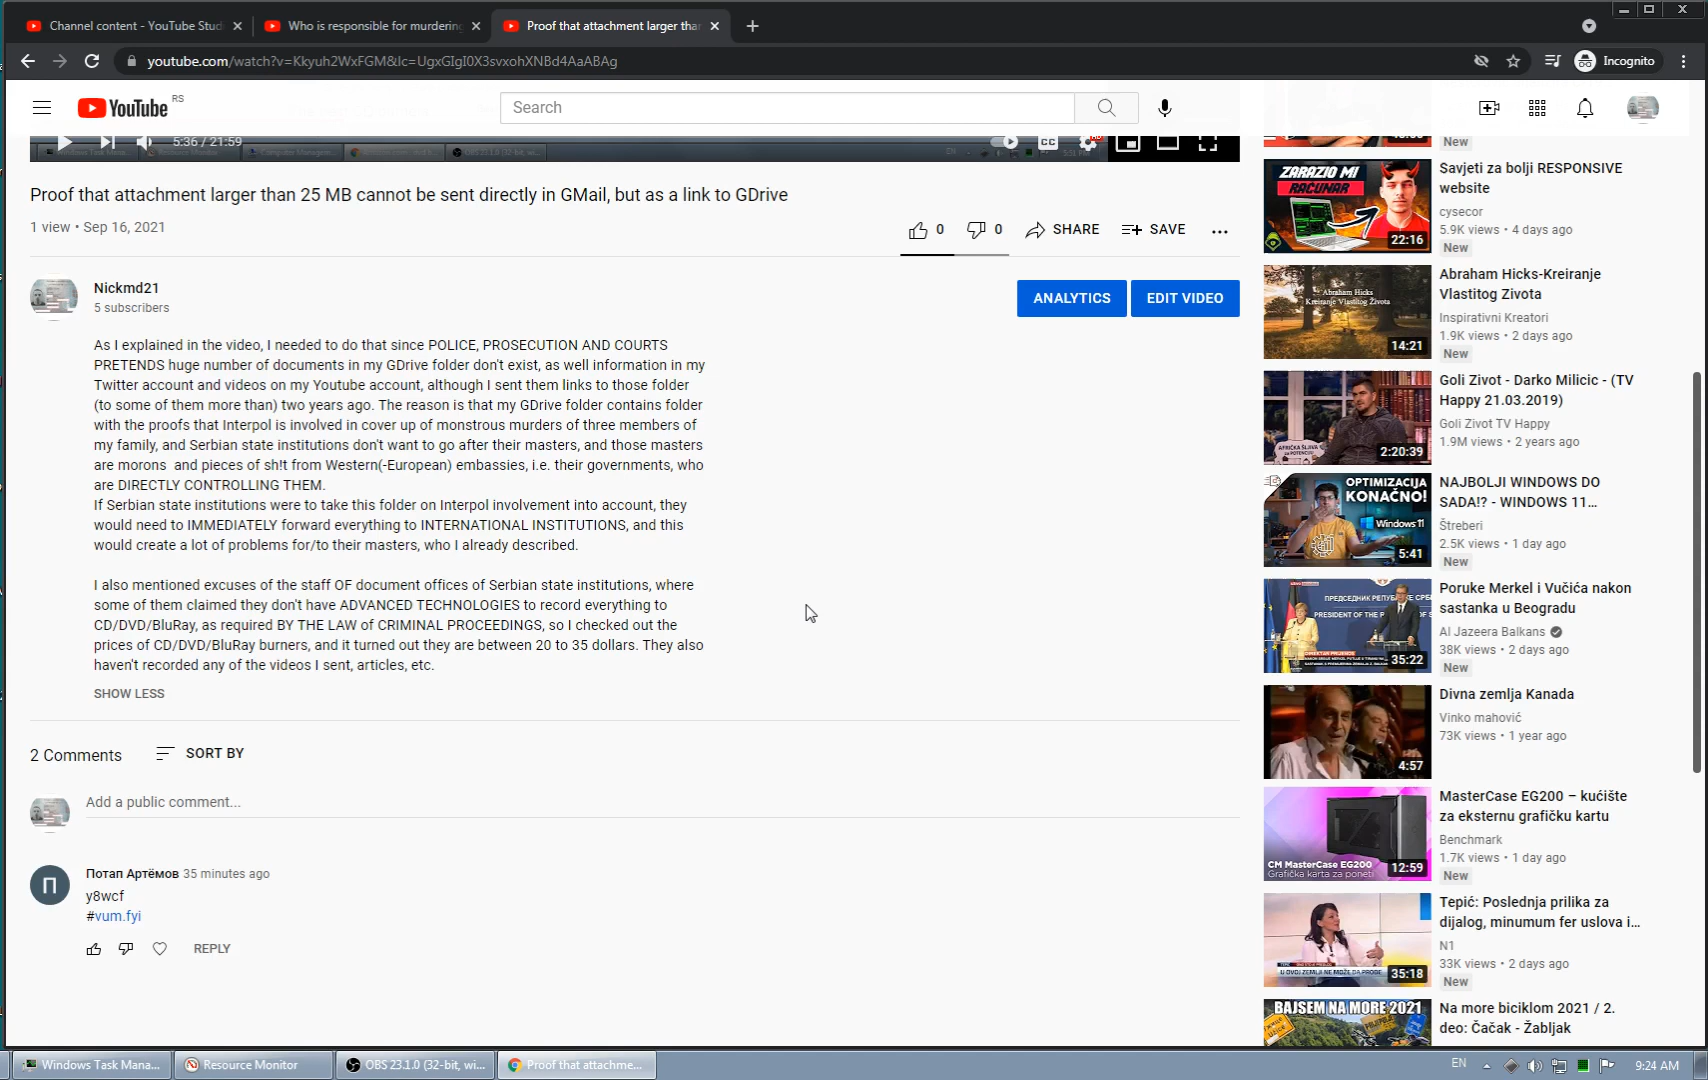 Channel content - YouTube Stud
Who is responsible for murdering
Proof that attachment larger than
youtube.com/watch?v=Kkyuh2WxFGM&lc=UgxGIgI0X3svxohXNBd4AaABAg
Incognito
YouTube RS
Search
5:36 / 21:59
CC
Proof that attachment larger than 25 MB cannot be sent directly in GMail, but as a link to GDrive
1 view • Sep 16, 2021
0
0
SHARE
SAVE
Nickmd21
5 subscribers
ANALYTICS
EDIT VIDEO
As I explained in the video, I needed to do that since POLICE, PROSECUTION AND COURTS
PRETENDS huge number of documents in my GDrive folder don't exist, as well information in my
Twitter account and videos on my Youtube account, although I sent them links to those folder
(to some of them more than) two years ago. The reason is that my GDrive folder contains folder
with the proofs that Interpol is involved in cover up of monstrous murders of three members of
my family, and Serbian state institutions don't want to go after their masters, and those masters
are morons  and pieces of sh!t from Western(-European) embassies, i.e. their governments, who
are DIRECTLY CONTROLLING THEM.
If Serbian state institutions were to take this folder on Interpol involvement into account, they
would need to IMMEDIATELY forward everything to INTERNATIONAL INSTITUTIONS, and this
would create a lot of problems for/to their masters, who I already described.
I also mentioned excuses of the staff OF document offices of Serbian state institutions, where
some of them claimed they don't have ADVANCED TECHNOLOGIES to record everything to
CD/DVD/BluRay, as required BY THE LAW of CRIMINAL PROCEEDINGS, so I checked out the
prices of CD/DVD/BluRay burners, and it turned out they are between 20 to 35 dollars. They also
haven't recorded any of the videos I sent, articles, etc.
SHOW LESS
2 Comments
SORT BY
Add a public comment...
П
Потап Артёмов 35 minutes ago
y8wcf
#vum.fyi
REPLY
New
ZARAZIO MI
RAČUNAR
22:16
Savjeti za bolji RESPONSIVE
website
cysecor
5.9K views • 4 days ago
New
Abraham Hicks
Kreiranje Vlastitog Života
14:21
Abraham Hicks-Kreiranje
Vlastitog Zivota
Inspirativni Kreatori
1.9K views • 2 days ago
New
AFRIČKA ŠLJIVA
POTENCIJU
2:20:39
Goli Zivot - Darko Milicic - (TV
Happy 21.03.2019)
Goli Zivot TV Happy
1.9M views • 2 years ago
OPTIMIZACIJA
KONAČNO!
Windows 11
5:41
NAJBOLJI WINDOWS DO
SADA!? - WINDOWS 11...
Štreberi
2.5K views • 1 day ago
New
ПРЕДСЕДНИК РЕПУБЛИКЕ СРБ
PRESIDENT OF THE REP
35:22
Poruke Merkel i Vučića nakon
sastanka u Beogradu
Al Jazeera Balkans
38K views • 2 days ago
New
4:57
Divna zemlja Kanada
Vinko mahović
73K views • 1 year ago
CM MasterCase EG200
Grafička karta za poneti
12:59
MasterCase EG200 – kućište
za eksternu grafičku kartu
Benchmark
1.7K views • 1 day ago
New
U OVOJ ZEMLJI NE MOŽE DA PROĐE
35:18
Tepić: Poslednja prilika za
dijalog, minumum fer uslova i...
N1
33K views • 2 days ago
New
BAJSEM NA MORE 2021
Na more biciklom 2021 / 2.
deo: Čačak - Žabljak
Windows Task Mana...
Resource Monitor
OBS 23.1.0 (32-bit, wi...
Proof that attachme...
EN
9:24 AM